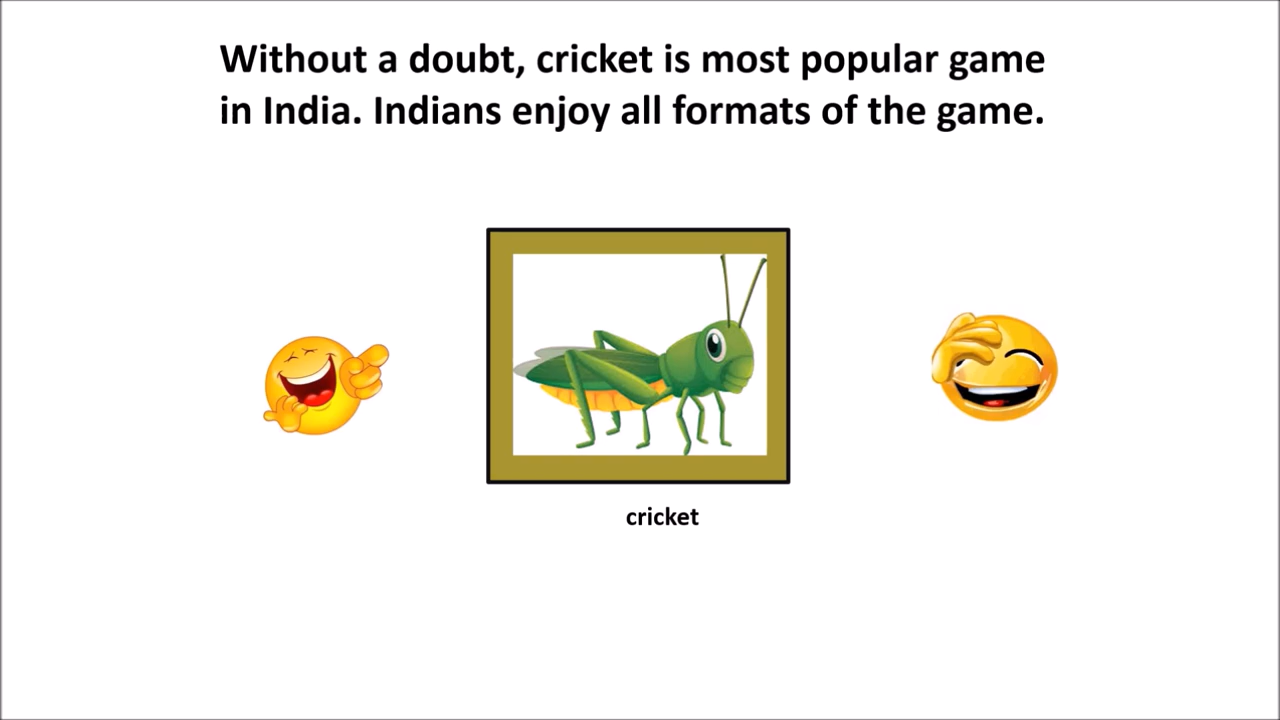 Without a doubt, cricket is most popular game
in India. Indians enjoy all formats of the game.
cricket